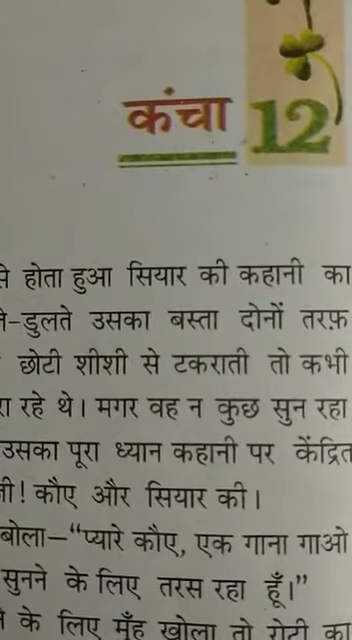 कंचा 12
होता हुआ सियार की कहानी का
-डुलते उसका बस्ता दोनों तरफ़
छोटी शीशी से टकराती तो कभी
रहे थे। मगर वह न कुछ सुन रहा
उसका पूरा ध्यान कहानी पर केंद्रित
! कौए और सियार की।
बोला—“प्यारे कौए, एक गाना गाओ
सुनने के लिए तरस रहा हूँ।”
के लिए मुँह खोला तो रोटी का